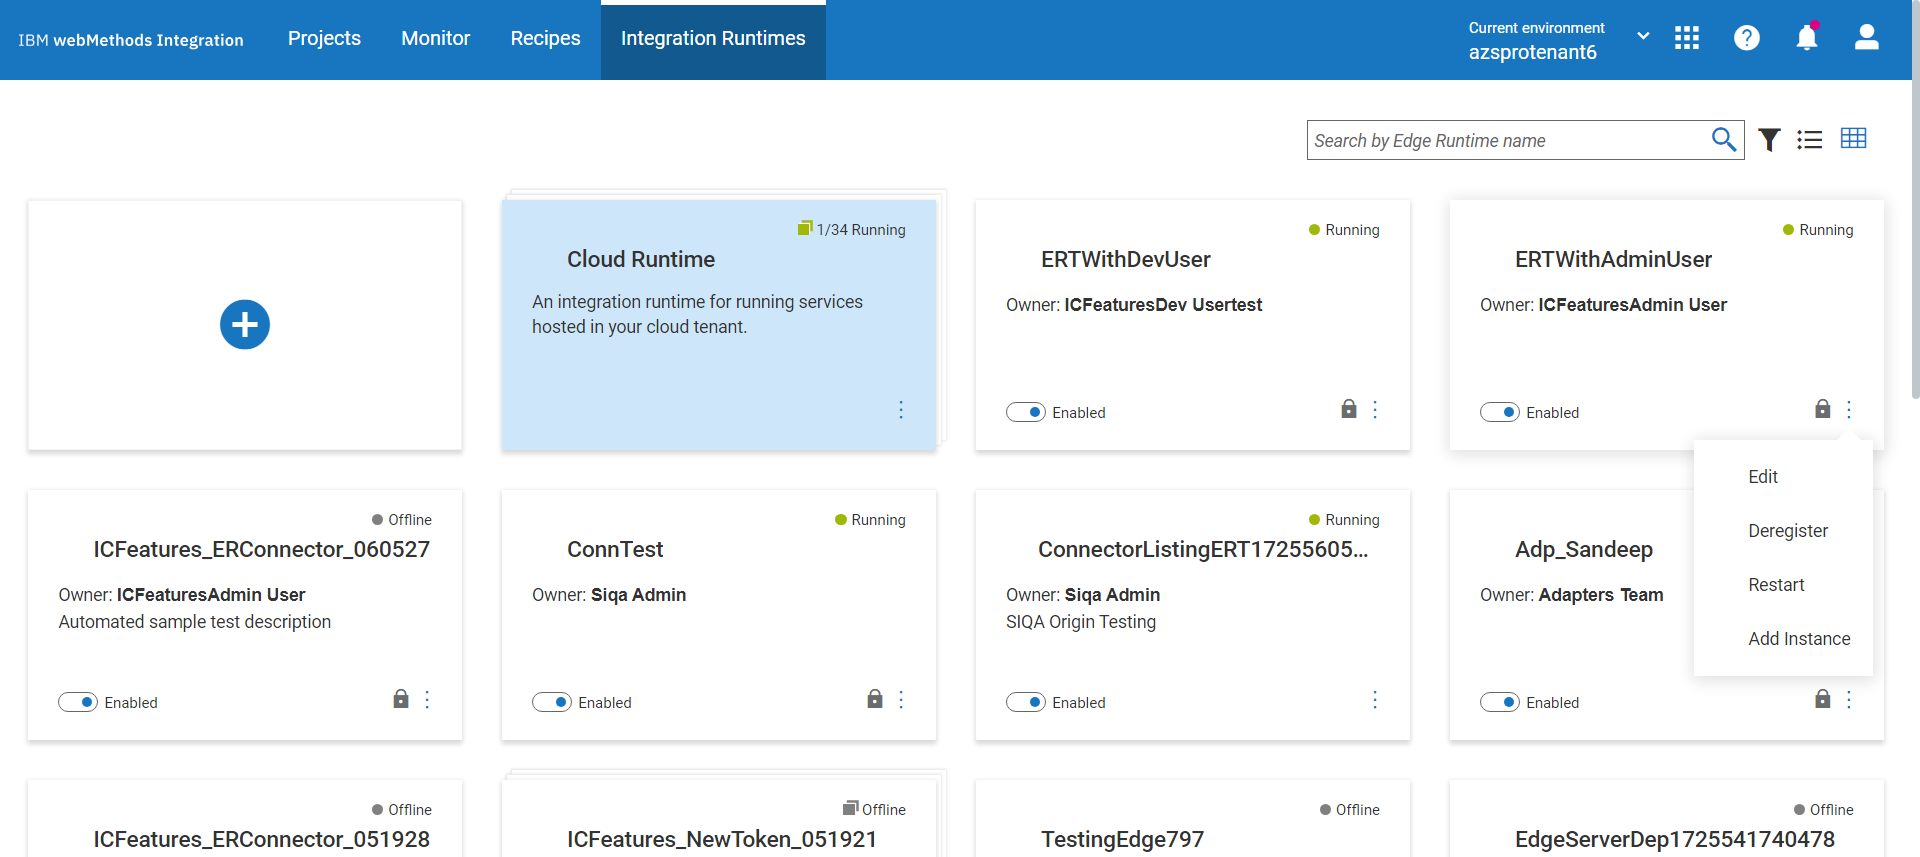 IBM webMethods Integration
Projects
Monitor
Recipes
Integration Runtimes
Current environment
azsprotenant6
Search by Edge Runtime name
1/34 Running
Cloud Runtime
An integration runtime for running services
hosted in your cloud tenant.
Running
ERTWithDevUser
Owner: ICFeaturesDev Usertest
Enabled
Running
ERTWithAdminUser
Owner: ICFeaturesAdmin User
Enabled
Edit
Deregister
Restart
Add Instance
Offline
ICFeatures_ERConnector_060527
Owner: ICFeaturesAdmin User
Automated sample test description
Enabled
Running
ConnTest
Owner: Siqa Admin
Enabled
Running
ConnectorListingERT17255605...
Owner: Siqa Admin
SIQA Origin Testing
Enabled
Adp_Sandeep
Owner: Adapters Team
Enabled
Offline
ICFeatures_ERConnector_051928
Offline
ICFeatures_NewToken_051921
Offline
TestingEdge797
Offline
EdgeServerDep1725541740478